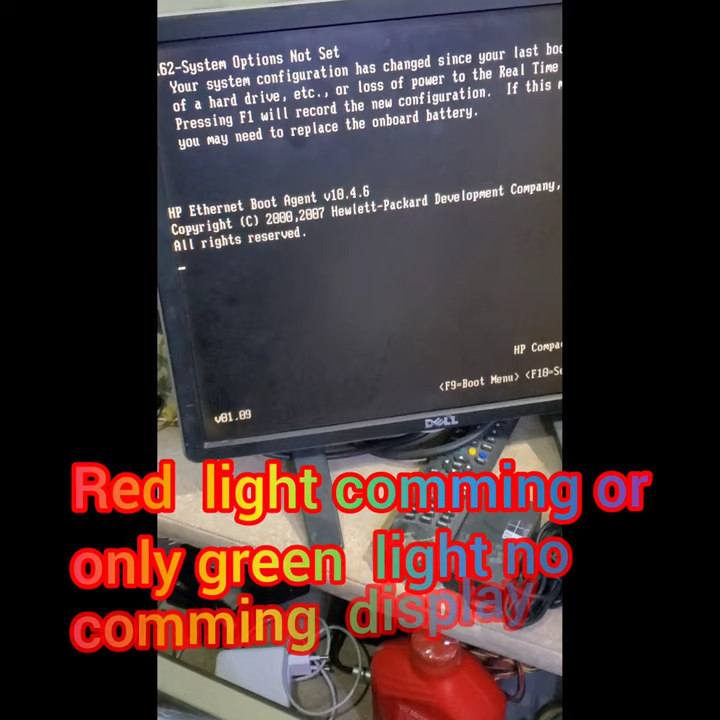 62-System Options Not Set
Your system configuration has changed since your last boo
of a hard drive, etc., or loss of power to the Real Time
Pressing F1 will record the new configuration. If this
you may need to replace the onboard battery.
HP Ethernet Boot Agent v10.4.6
Copyright (C) 2000,2007 Hewlett-Packard Development Company,
All rights reserved.
HP Compa
<F9=Boot Menu> <F10=Se
v01.09
DELL
Red light comming or
only green light no
comming display